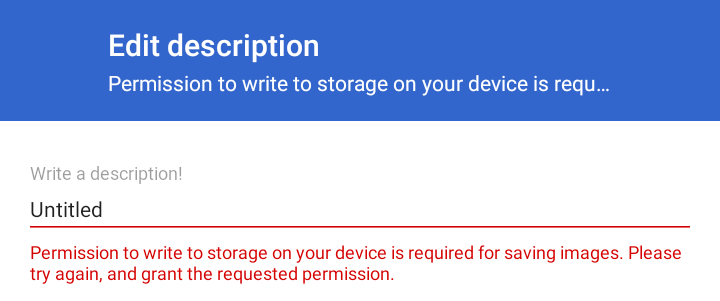 Edit description
Permission to write to storage on your device is requ...
Write a description!
Untitled
Permission to write to storage on your device is required for saving images. Please
try again, and grant the requested permission.